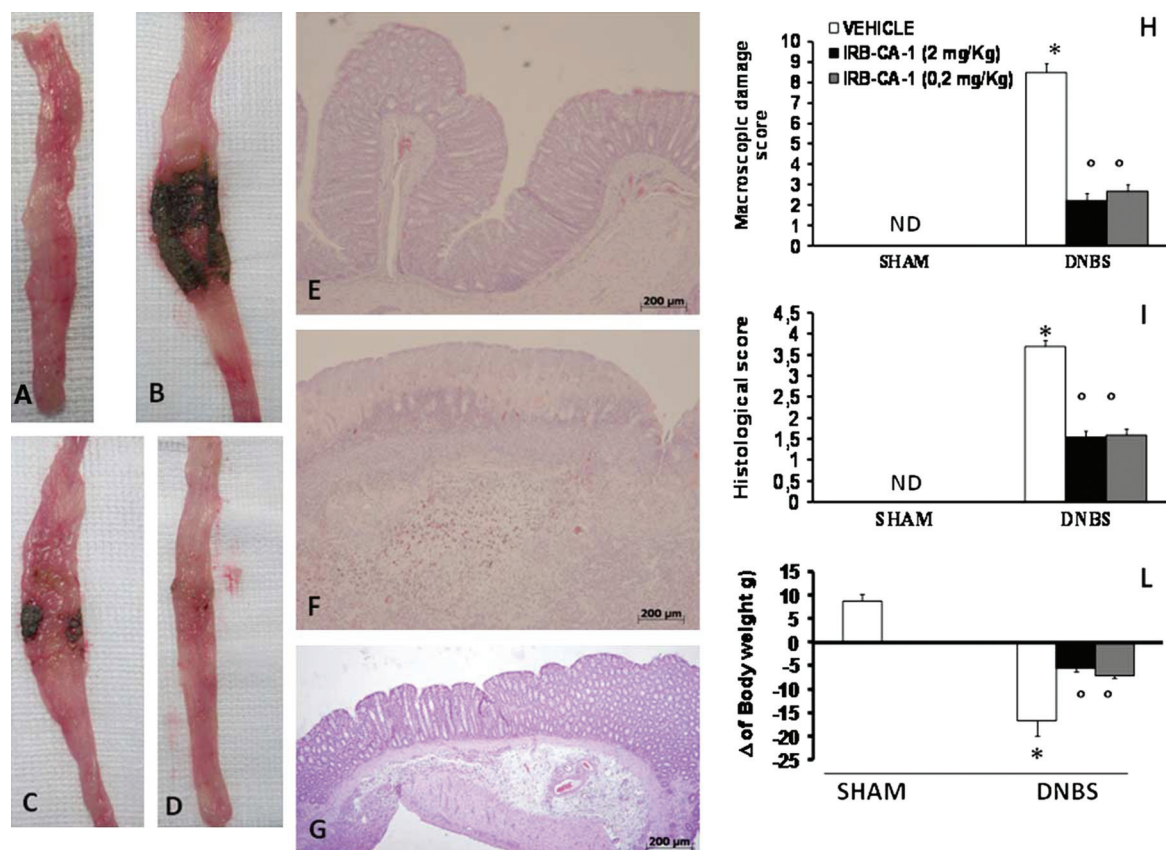 A
B
C
D
E
200 µm
F
200 µm
G
200 µm
H
VEHICLE
IRB-CA-1 (2 mg/Kg)
IRB-CA-1 (0,2 mg/Kg)
Macroscopic damage
score
10
9
8
7
6
5
4
3
2
1
0
*
° °
ND
SHAM
DNBS
I
Histological score
4,5
4
3,5
3
2,5
2
1,5
1
0,5
0
*
° °
ND
SHAM
DNBS
L
Δ of Body weight g)
15
10
5
0
-5
-10
-15
-20
-25
° °
*
SHAM
DNBS